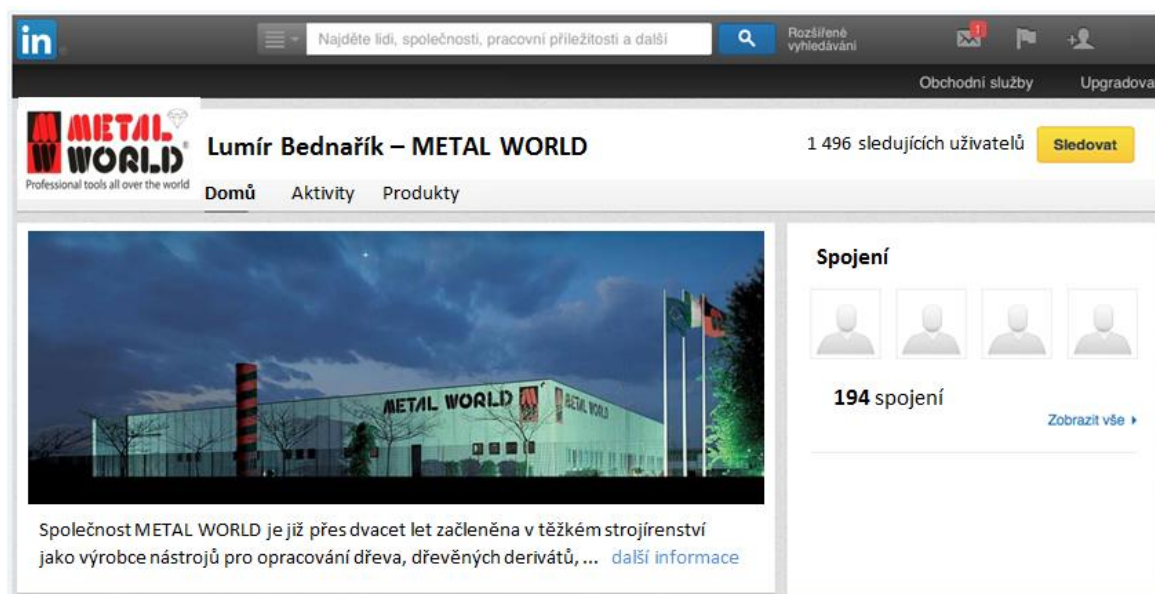 in
Najděte lidi, společnosti, pracovní příležitosti a další
Rozšířené
vyhledávání
1
Obchodní služby Upgradova
METAL
WORLD
Professional tools all over the world
Lumír Bednařík – METAL WORLD
1 496 sledujících uživatelů
Sledovat
Domů Aktivity Produkty
METAL WORLD
METAL WORLD
Společnost METAL WORLD je již přes dvacet let začleněna v těžkém strojírenství
jako výrobce nástrojů pro opracování dřeva, dřevěných derivátů, ... další informace
Spojení
194 spojení
Zobrazit vše